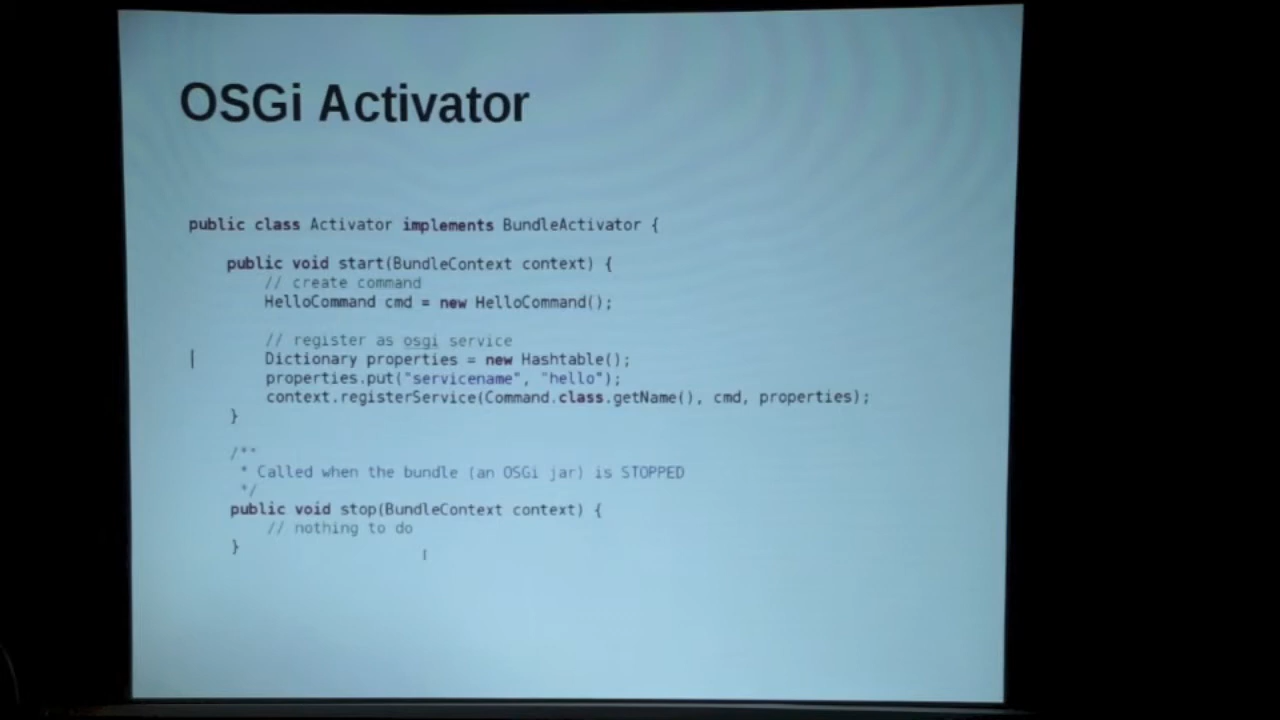 OSGi Activator
public class Activator implements BundleActivator {
public void start(BundleContext context) {
// create command
HelloCommand cmd = new HelloCommand();
// register as osgi service
Dictionary properties = new Hashtable();
properties.put("servicename", "hello");
context.registerService(Command.class.getName(), cmd, properties);
}
/**
* Called when the bundle (an OSGi jar) is STOPPED
*/
public void stop(BundleContext context) {
// nothing to do
}